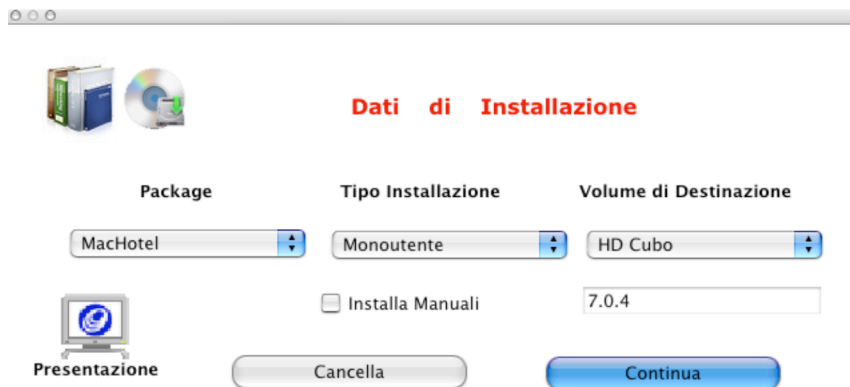 Dati di Installazione
Package Tipo Installazione Volume di Destinazione
MacHotel Monoutente HD Cubo
Installa Manuali 7.0.4
Presentazione Cancella Continua